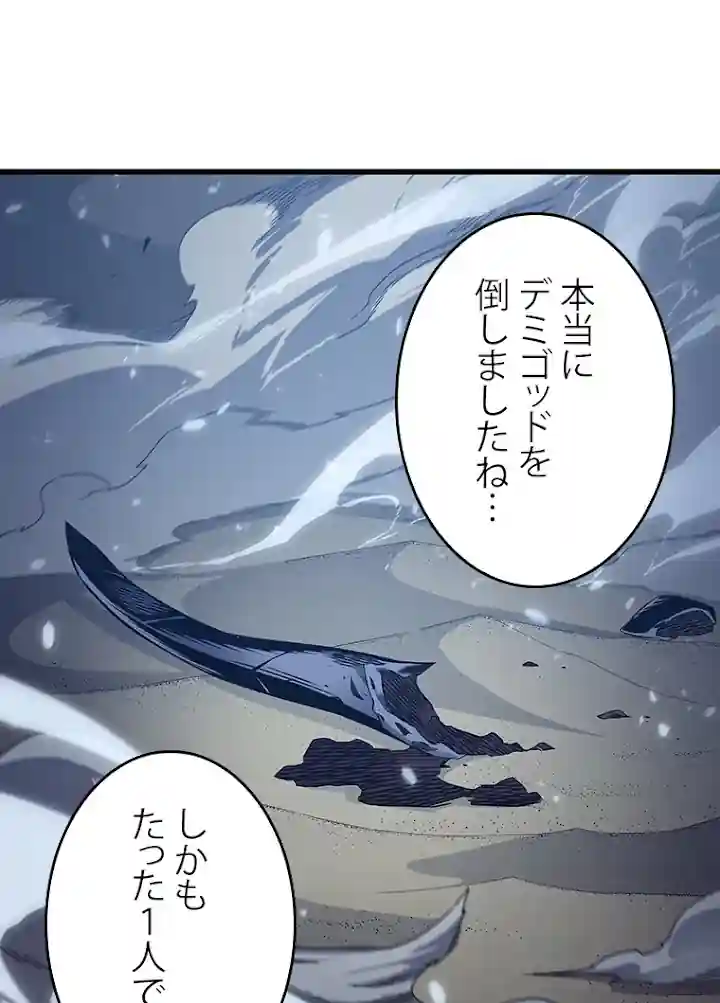 本当に
デミゴッドを
倒しましたね…
しかも
たった1人で